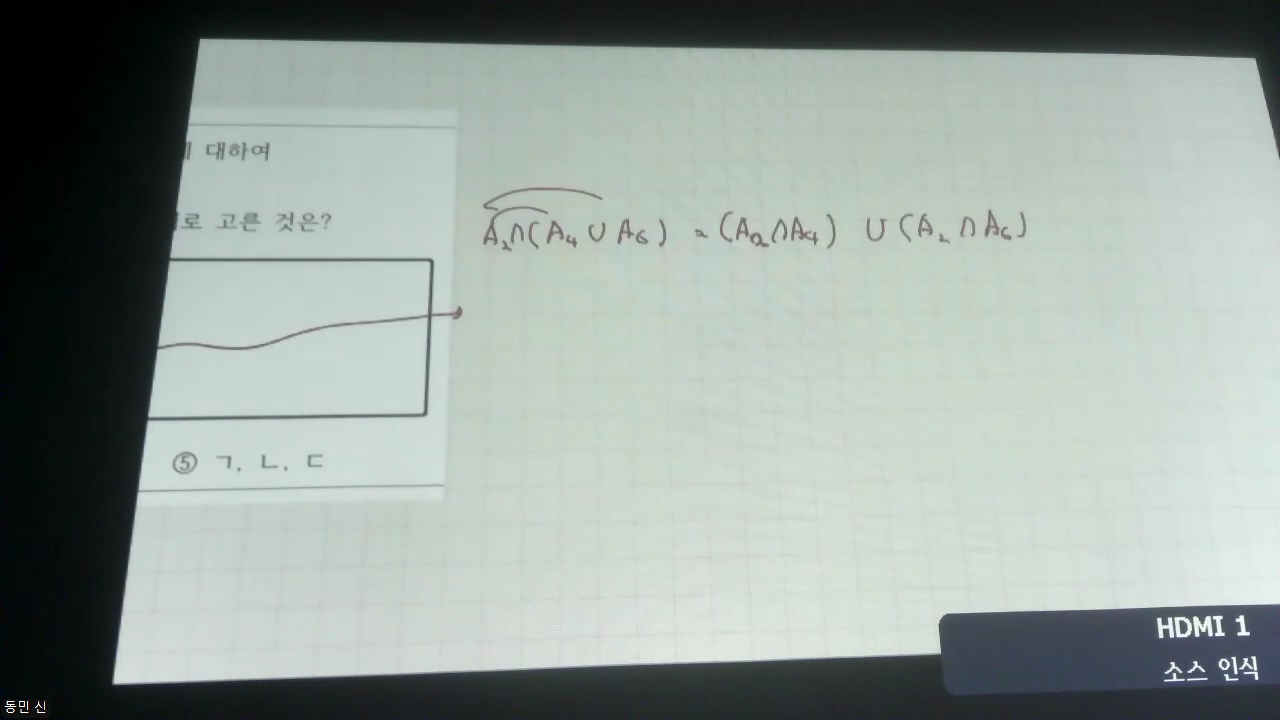 대하여
로 고른 것은?
A₂∩(A₄∪A₆) = (A₂∩A₄) ∪(A₂∩A₆)
⑤ ㄱ, ㄴ, ㄷ
HDMI 1
소스 인식
동민 신